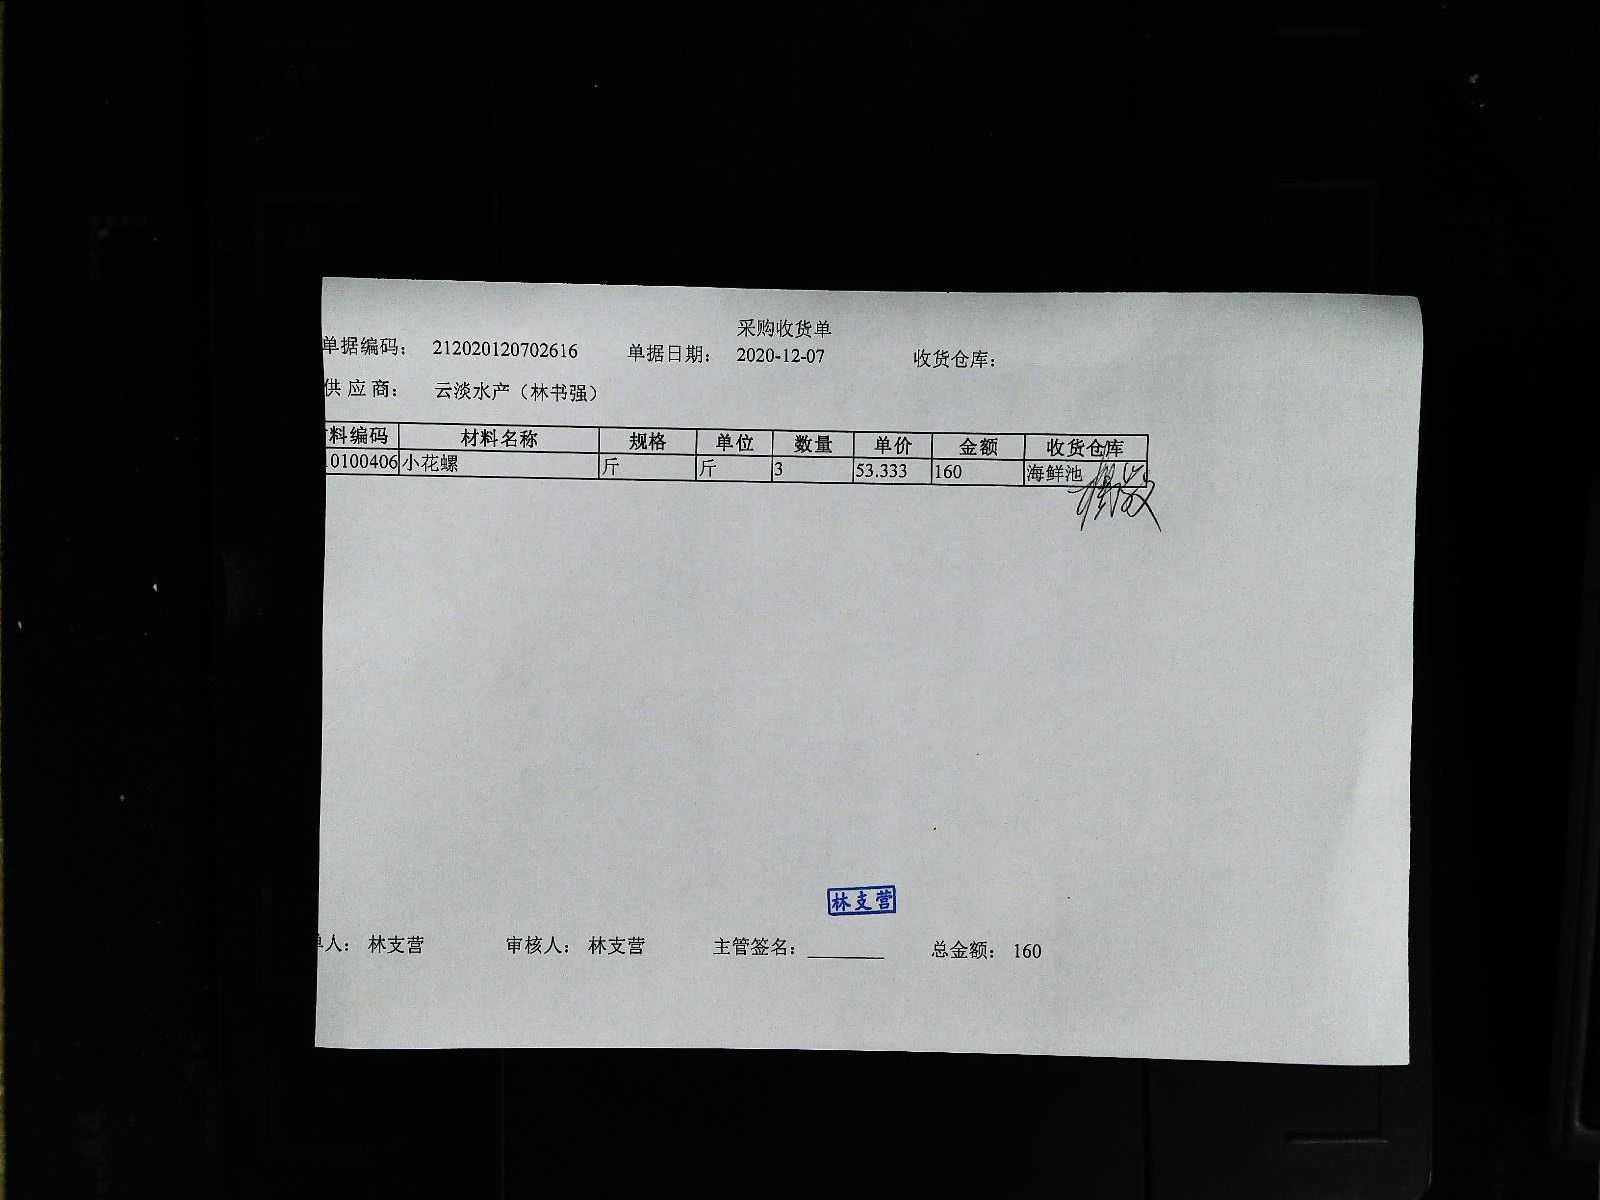 采购收货单
单据编码： 212020120702616 单据日期： 2020-12-07 收货仓库：
供 应 商： 云淡水产（林书强）
料编码 材料名称 规格 单位 数量 单价 金额 收货仓库
10100406 小花螺 斤 斤 3 53.333 160 海鲜池
林支营
单人： 林支营 审核人： 林支营 主管签名：________ 总金额： 160